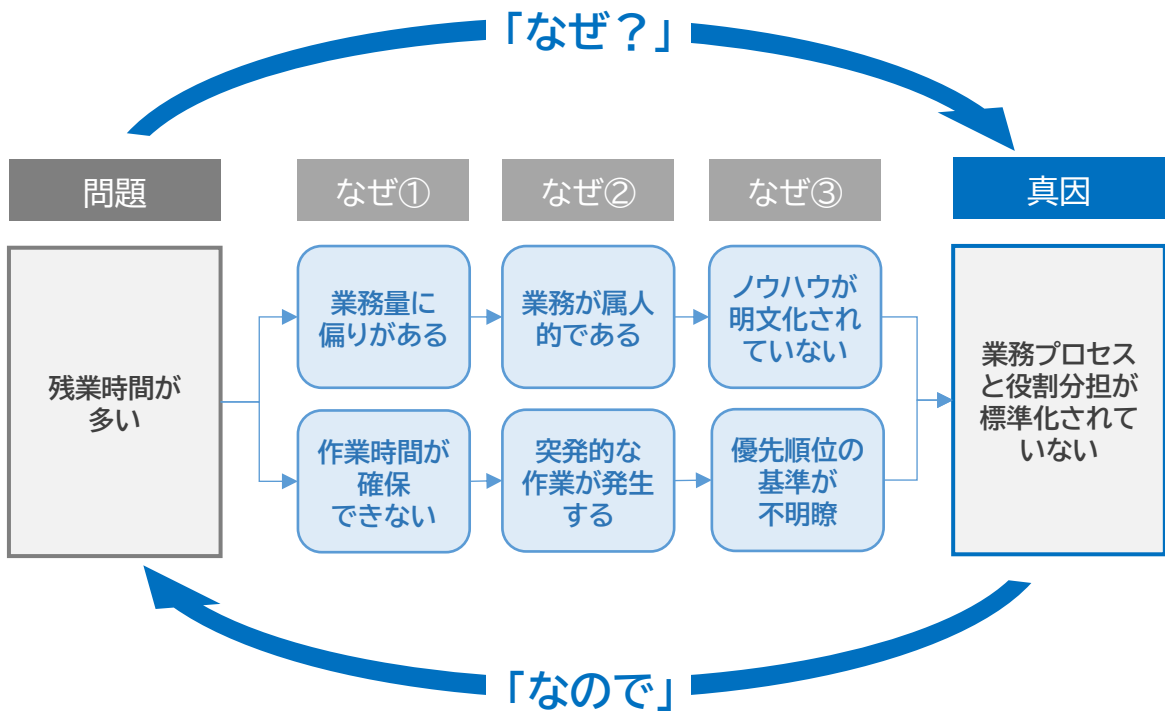 「なぜ？」
問題
なぜ①
なぜ②
なぜ③
真因
残業時間が
多い
業務量に
偏りがある
業務が属人
的である
ノウハウが
明文化され
ていない
作業時間が
確保
できない
突発的な
作業が発生
する
優先順位の
基準が
不明瞭
業務プロセス
と役割分担が
標準化されて
いない
「なので」